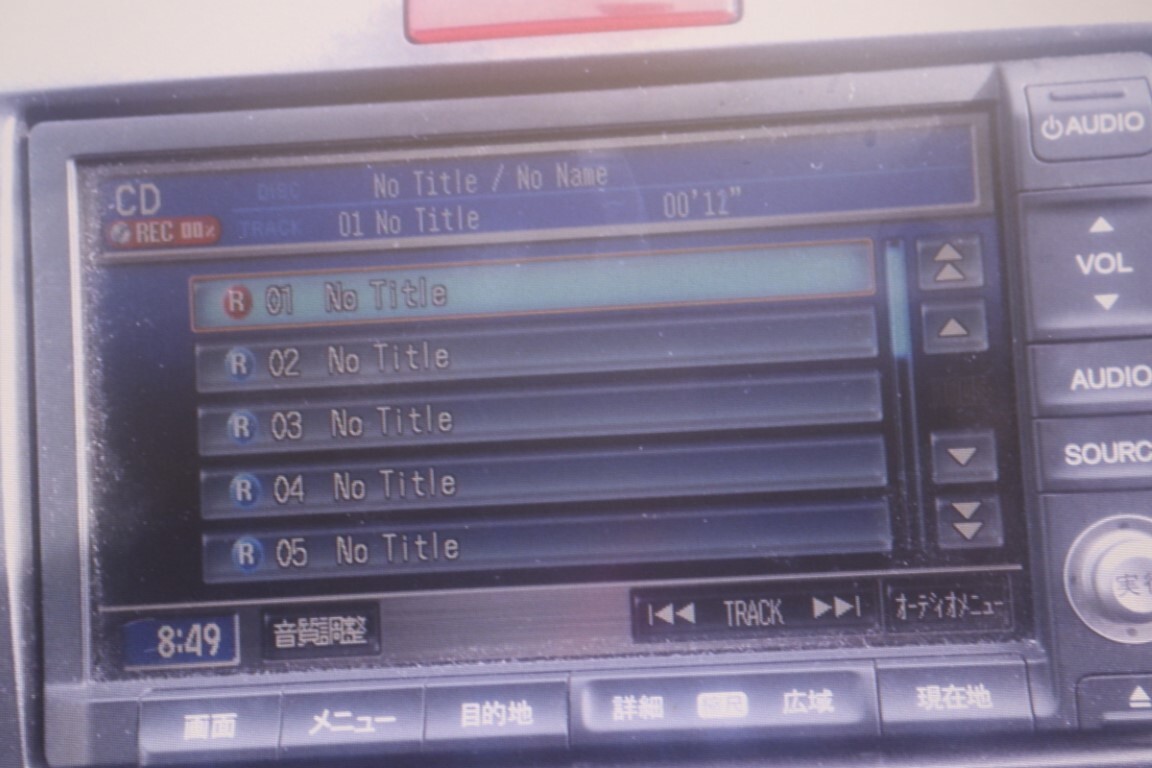 AUDIO
CD
DISC No Title / No Name
REC 00%
TRACK 01 No Title 00'12"
VOL
R 01 No Title
R 02 No Title
R 03 No Title
R 04 No Title
R 05 No Title
AUDIO
SOURC
実行
8:49
音質調整
TRACK
オーディオメニュー
画面
メニュー
目的地
詳細
広域
現在地